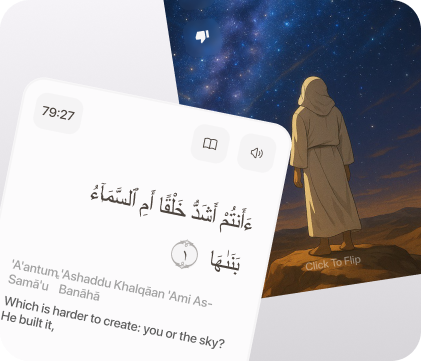 79:27
ءَأَنتُمْ أَشَدُّ خَلْقًا أَمِ ٱلسَّمَآءُ
بَنَىٰهَا ١
'A'antum 'Ashaddu Khalqāan 'Ami As-
Samā'u Banāhā
Which is harder to create: you or the sky?
He built it,
Click To Flip